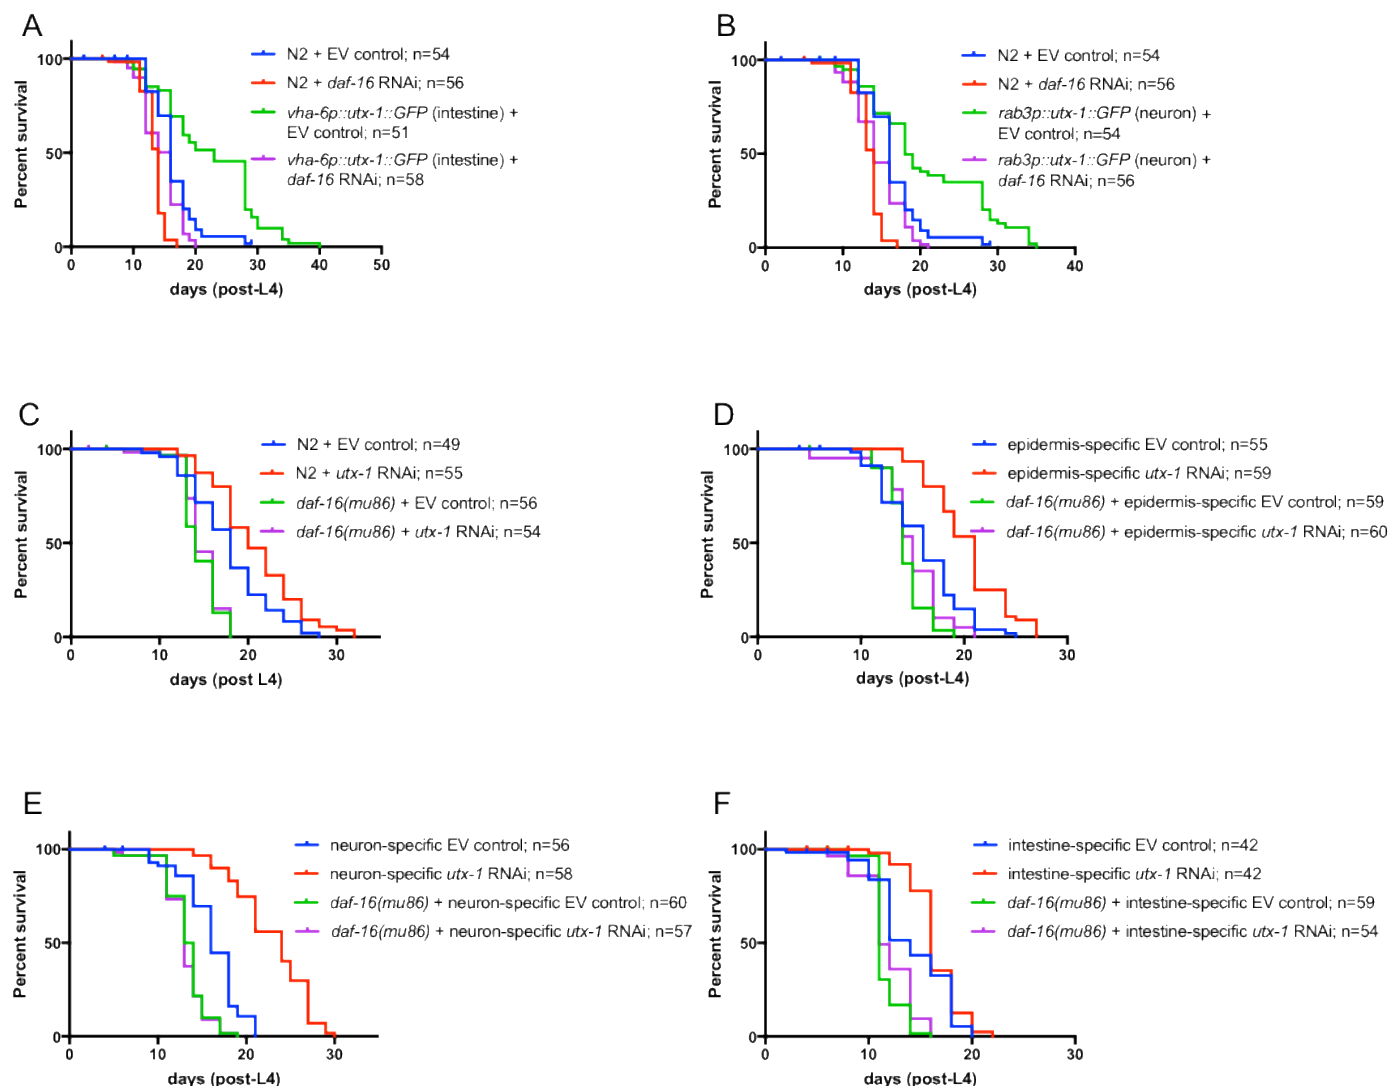 A
100
50
0
Percent survival
0 10 20 30 40 50
days (post-L4)
N2 + EV control; n=54
N2 + daf-16 RNAi; n=56
vha-6p::utx-1::GFP (intestine) +
EV control; n=51
vha-6p::utx-1::GFP (intestine) +
daf-16 RNAi; n=58
B
100
50
0
Percent survival
0 10 20 30 40
days (post-L4)
N2 + EV control; n=54
N2 + daf-16 RNAi; n=56
rab3p::utx-1::GFP (neuron) +
EV control; n=54
rab3p::utx-1::GFP (neuron) +
daf-16 RNAi; n=56
C
100
50
0
Percent survival
0 10 20 30
days (post L4)
N2 + EV control; n=49
N2 + utx-1 RNAi; n=55
daf-16(mu86) + EV control; n=56
daf-16(mu86) + utx-1 RNAi; n=54
D
100
50
0
Percent survival
0 10 20 30
days (post-L4)
epidermis-specific EV control; n=55
epidermis-specific utx-1 RNAi; n=59
daf-16(mu86) + epidermis-specific EV control; n=59
daf-16(mu86) + epidermis-specific utx-1 RNAi; n=60
E
100
50
0
Percent survival
0 10 20 30
days (post-L4)
neuron-specific EV control; n=56
neuron-specific utx-1 RNAi; n=58
daf-16(mu86) + neuron-specific EV control; n=60
daf-16(mu86) + neuron-specific utx-1 RNAi; n=57
F
100
50
0
Percent survival
0 10 20 30
days (post-L4)
intestine-specific EV control; n=42
intestine-specific utx-1 RNAi; n=42
daf-16(mu86) + intestine-specific EV control; n=59
daf-16(mu86) + intestine-specific utx-1 RNAi; n=54